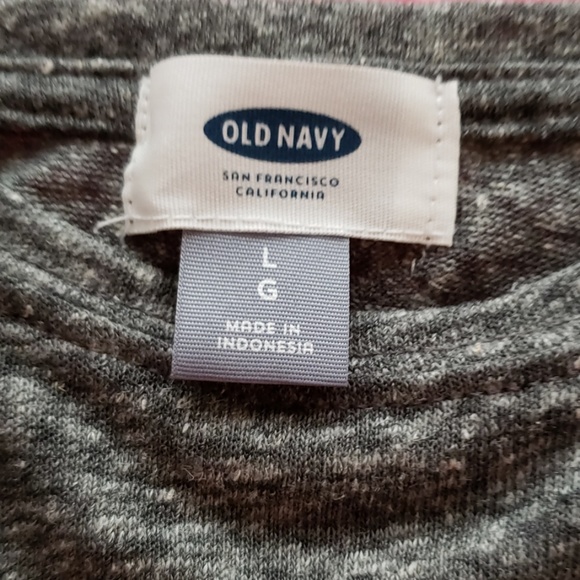 OLD NAVY
SAN FRANCISCO
CALIFORNIA
L
G
MADE IN
INDONESIA